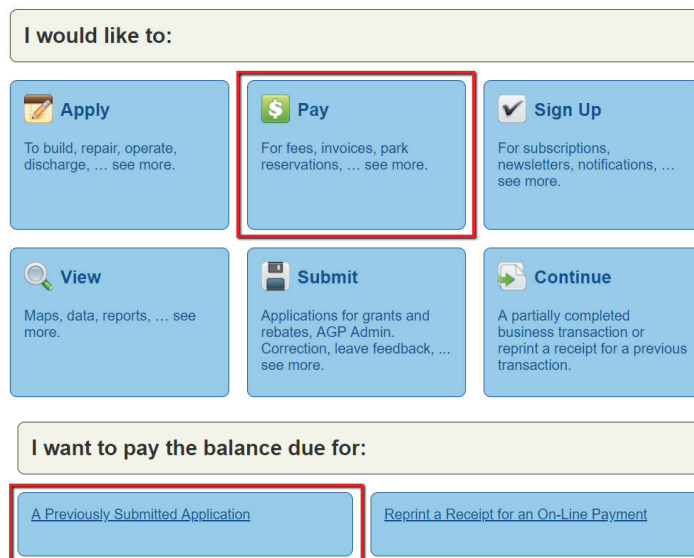 I would like to:
Apply
To build, repair, operate,
discharge, … see more.
Pay
For fees, invoices, park
reservations, … see more.
Sign Up
For subscriptions,
newsletters, notifications, …
see more.
View
Maps, data, reports, … see
more.
Submit
Applications for grants and
rebates, AGP Admin.
Correction, leave feedback, ...
see more.
Continue
A partially completed
business transaction or
reprint a receipt for a previous
transaction.
I want to pay the balance due for:
A Previously Submitted Application
Reprint a Receipt for an On-Line Payment